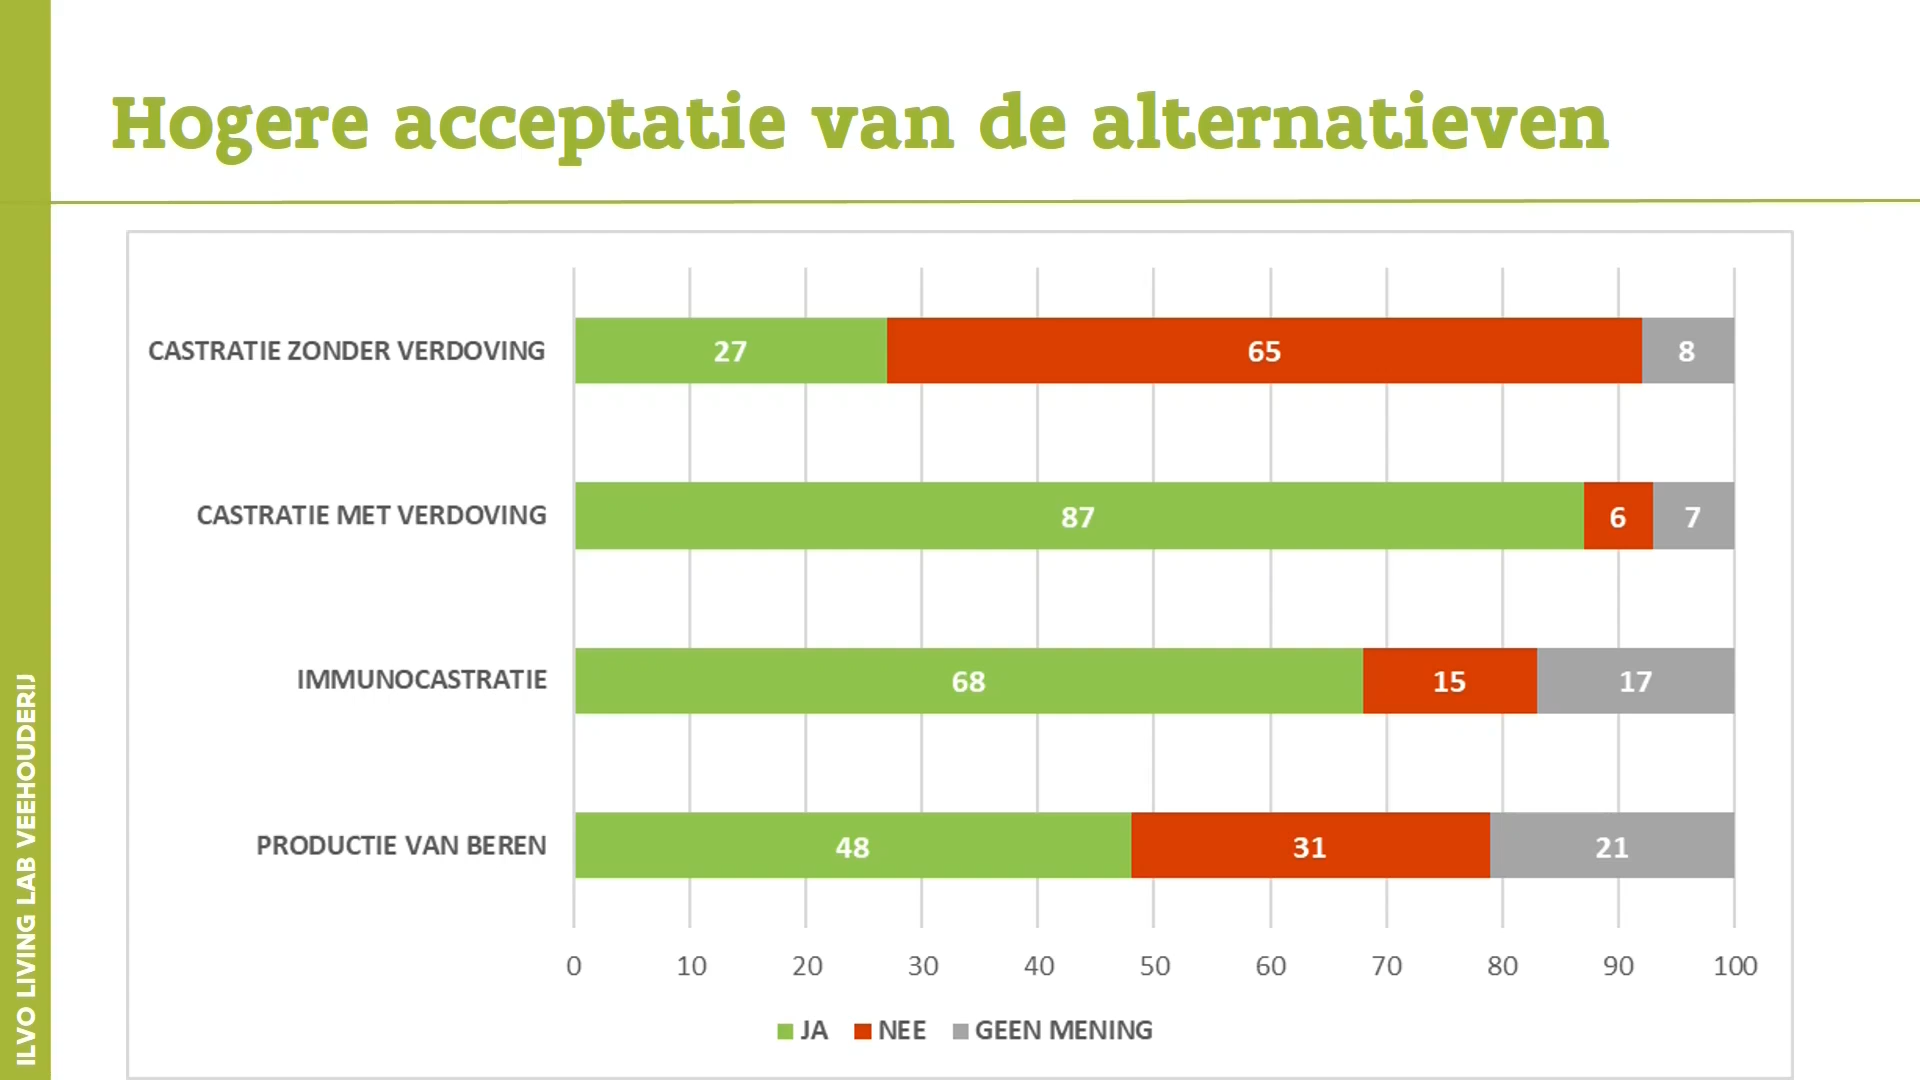 Hogere acceptatie van de alternatieven
CASTRATIE ZONDER VERDOVING 27 65 8
CASTRATIE MET VERDOVING 87 6 7
IMMUNOCASTRATIE 68 15 17
PRODUCTIE VAN BEREN 48 31 21
0 10 20 30 40 50 60 70 80 90 100
JA NEE GEEN MENING
ILVO LIVING LAB VEEHOUDERIJ